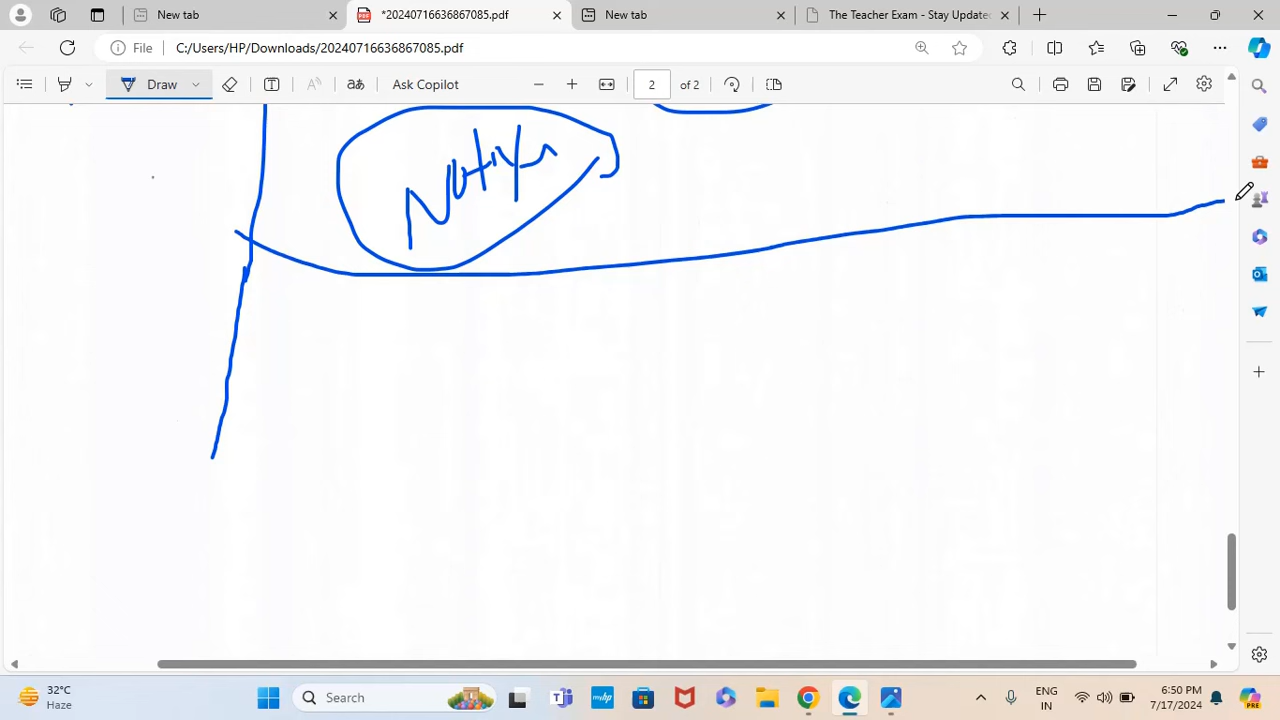 New tab
*20240716636867085.pdf
New tab
The Teacher Exam - Stay Update
File
C:/Users/HP/Downloads/20240716636867085.pdf
Draw
Ask Copilot
2
of 2
32°C
Haze
Search
ENG
IN
6:50 PM
7/17/2024